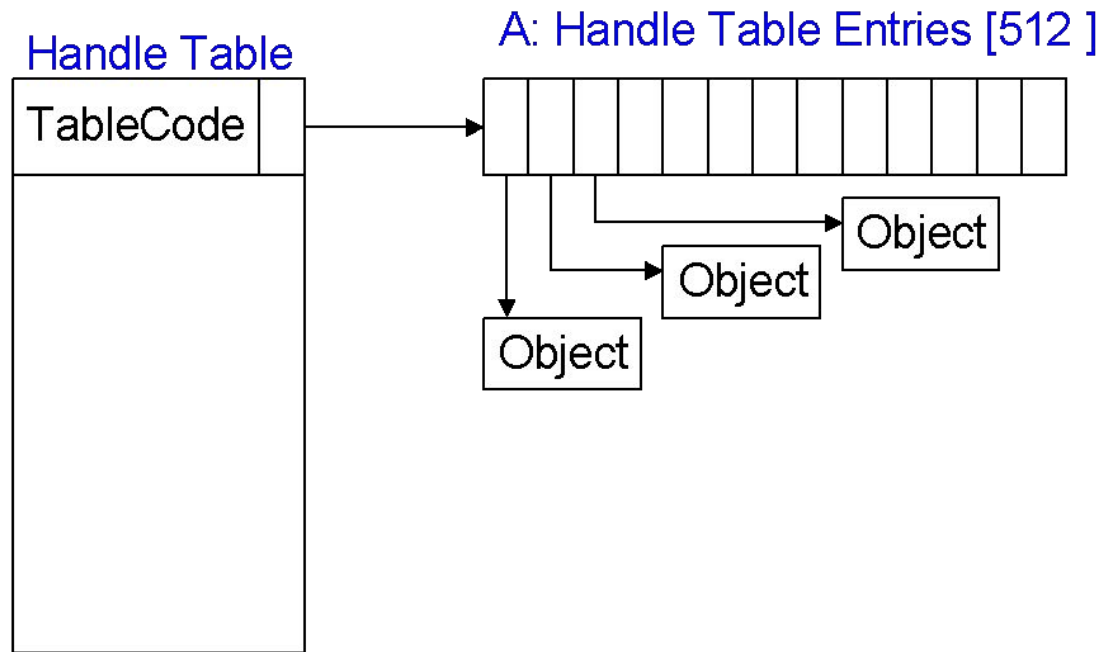 Handle Table
A: Handle Table Entries [512 ]
TableCode
Object
Object
Object